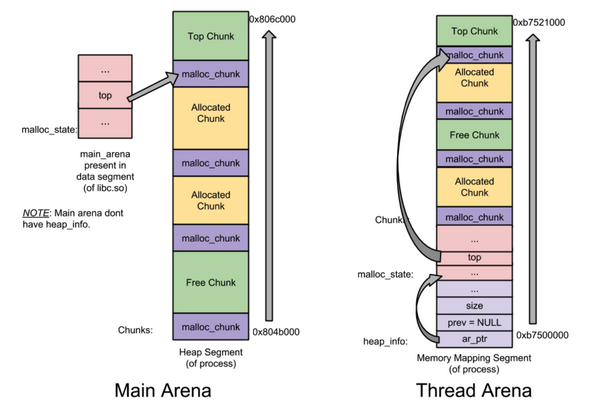 0x806c000
Top Chunk
malloc_chunk
...
top
...
malloc_state:
main_arena
present in
data segment
(of libc.so)
NOTE: Main arena dont
have heap_info.
Allocated
Chunk
malloc_chunk
Allocated
Chunk
malloc_chunk
Free Chunk
Chunks:
malloc_chunk
0x804b000
Heap Segment
(of process)
Main Arena
0xb7521000
Top Chunk
malloc_chunk
Allocated
Chunk
malloc_chunk
Free Chunk
malloc_chunk
Allocated
Chunk
Chunks:
malloc_chunk
...
top
malloc_state:
...
...
size
prev = NULL
heap_info:
ar_ptr
0xb7500000
Memory Mapping Segment
(of process)
Thread Arena